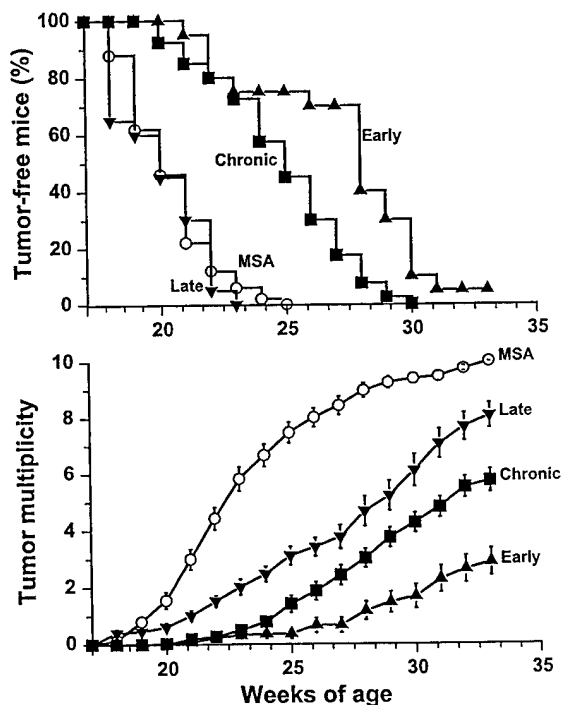 Tumor-free mice (%)
100
80
60
40
20
0
Early
Chronic
MSA
Late
20 25 30 35
Tumor multiplicity
10
8
6
4
2
0
MSA
Late
Chronic
Early
20 25 30 35
Weeks of age